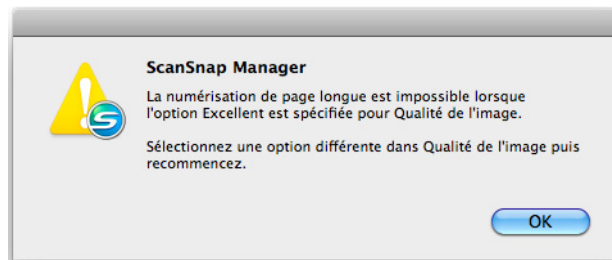 ScanSnap Manager
La numérisation de page longue est impossible lorsque
l'option Excellent est spécifiée pour Qualité de l'image.
Sélectionnez une option différente dans Qualité de l'image puis
recommencez.
OK